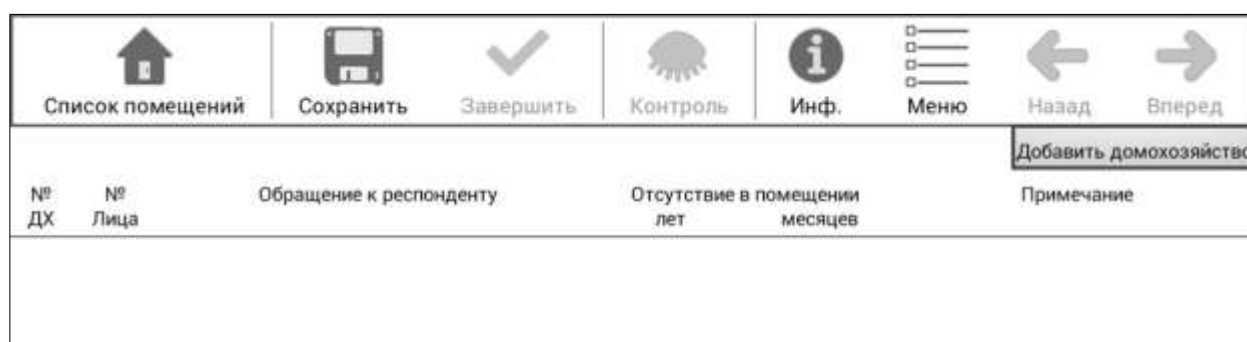 Список помещений Сохранить Завершить Контроль Инф. Меню Назад Вперед
Добавить домохозяйство
№ ДХ № Лица Обращение к респонденту Отсутствие в помещении Примечание
лет месяцев